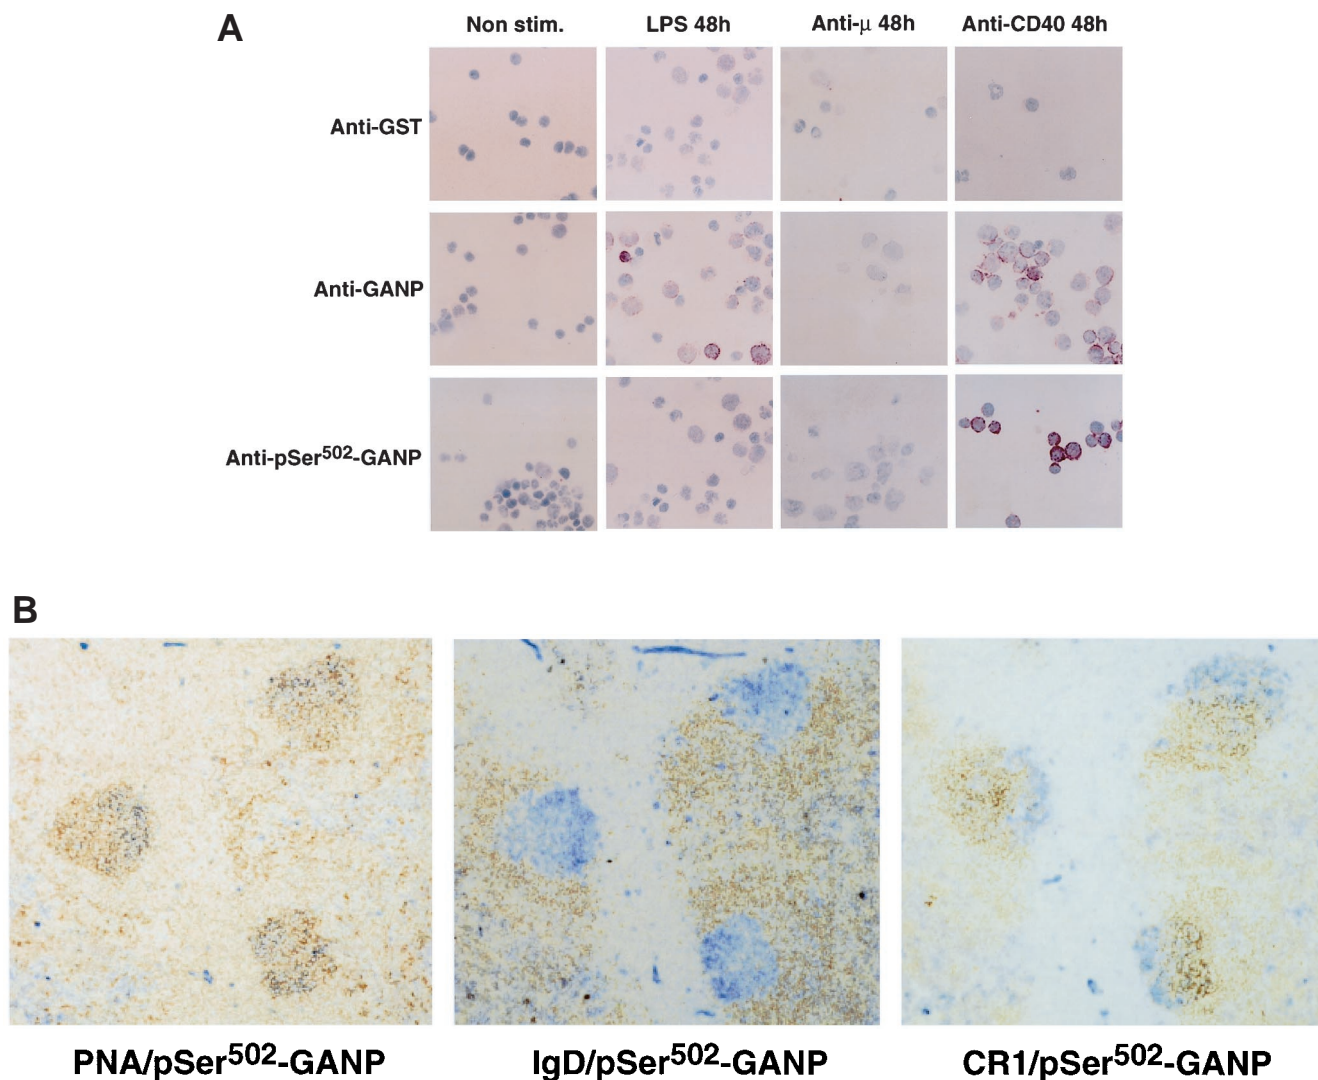 A
Non stim. LPS 48h Anti-μ 48h Anti-CD40 48h
Anti-GST
Anti-GANP
Anti-pSer502-GANP
B
PNA/pSer502-GANP IgD/pSer502-GANP CR1/pSer502-GANP